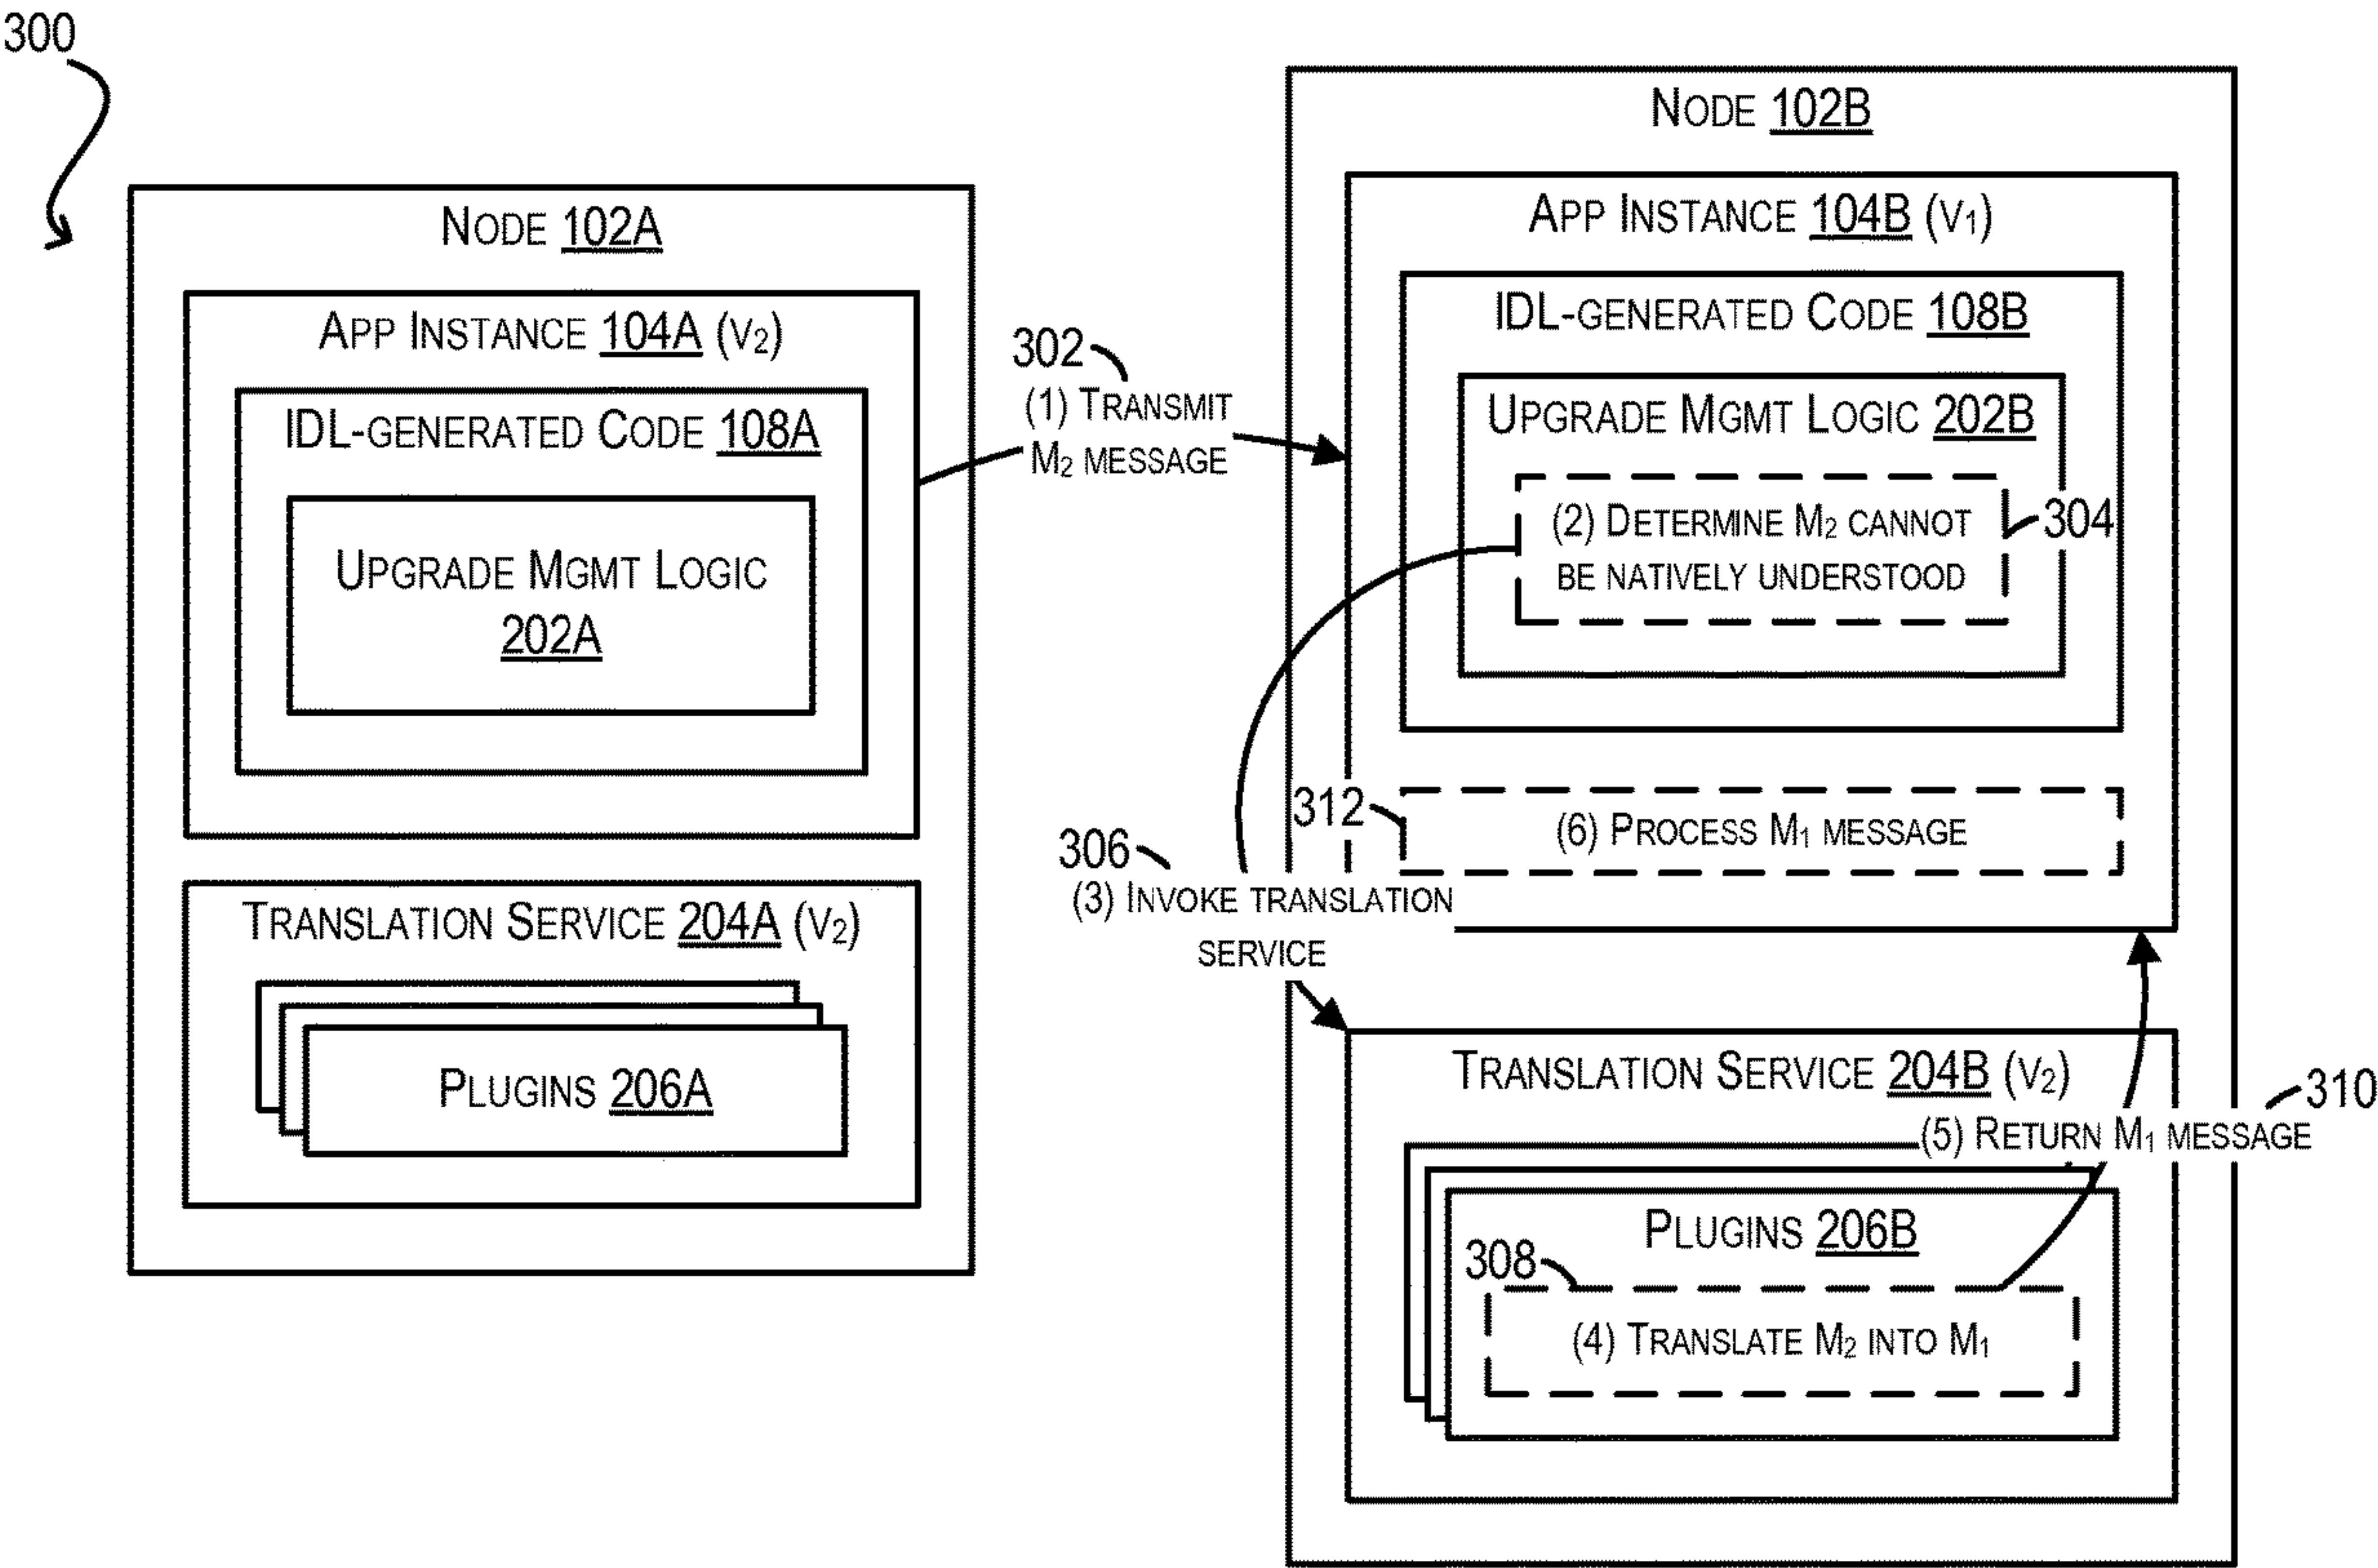 300
NODE 102A
APP INSTANCE 104A (V₂)
IDL-GENERATED CODE 108A
UPGRADE MGMT LOGIC
202A
TRANSLATION SERVICE 204A (V₂)
PLUGINS 206A
302
(1) TRANSMIT
M₂ MESSAGE
NODE 102B
APP INSTANCE 104B (V₁)
IDL-GENERATED CODE 108B
UPGRADE MGMT LOGIC 202B
(2) DETERMINE M₂ CANNOT
BE NATIVELY UNDERSTOOD
304
312
(6) PROCESS M₁ MESSAGE
306
(3) INVOKE TRANSLATION
SERVICE
TRANSLATION SERVICE 204B (V₂)
310
(5) RETURN M₁ MESSAGE
PLUGINS 206B
308
(4) TRANSLATE M₂ INTO M₁